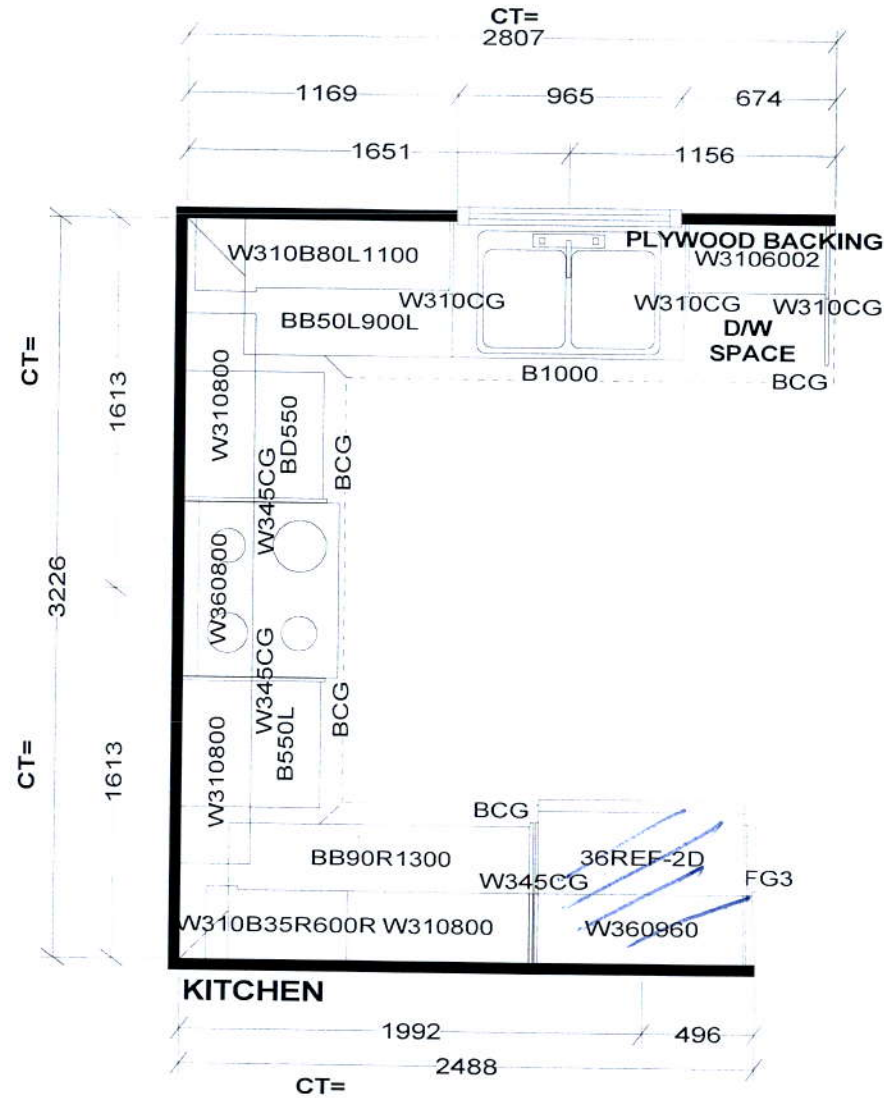 CT=
2807
1169
965
674
1651
1156
PLYWOOD BACKING
W310B80L1100
W3106002
W310CG
W310CG
W310CG
BB50L900L
D/W
SPACE
B1000
BCG
CT=
1613
W310800
BD550
BCG
W345CG
3226
W360800
W345CG
BCG
CT=
1613
W310800
B550L
BCG
BB90R1300
36REF-2D
W345CG
FG3
W310B35R600R W310800
W360960
KITCHEN
1992
496
2488
CT=